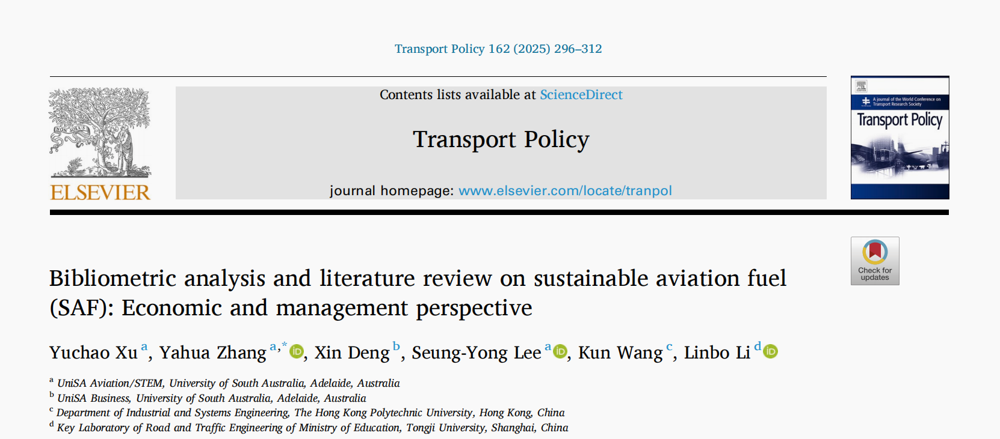 Transport Policy 162 (2025) 296–312
Contents lists available at ScienceDirect
Transport Policy
journal homepage: www.elsevier.com/locate/tranpol
NON SOLUS
ELSEVIER
A journal of the World Conference on
Transport Research Society
Transport Policy
Check for
updates
Bibliometric analysis and literature review on sustainable aviation fuel
(SAF): Economic and management perspective
Yuchao Xu a, Yahua Zhang a,* iD, Xin Deng b, Seung-Yong Lee a iD, Kun Wang c, Linbo Li d iD
a UniSA Aviation/STEM, University of South Australia, Adelaide, Australia
b UniSA Business, University of South Australia, Adelaide, Australia
c Department of Industrial and Systems Engineering, The Hong Kong Polytechnic University, Hong Kong, China
d Key Laboratory of Road and Traffic Engineering of Ministry of Education, Tongji University, Shanghai, China